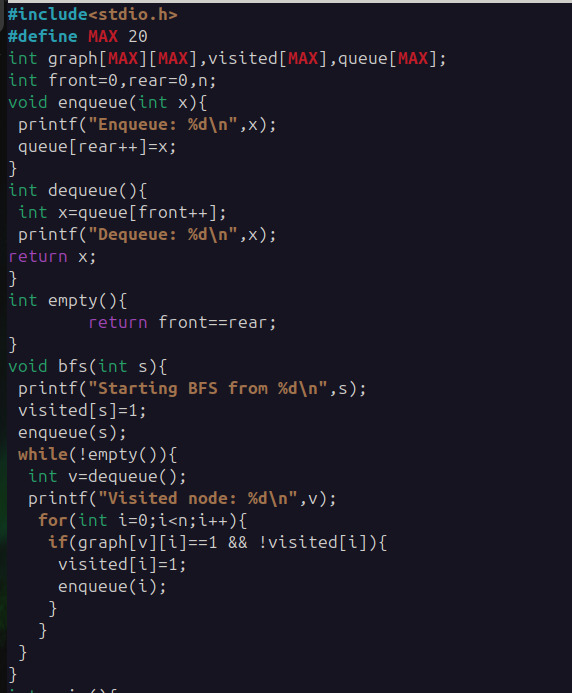 #include<stdio.h>
#define MAX 20
int graph[MAX][MAX],visited[MAX],queue[MAX];
int front=0,rear=0,n;
void enqueue(int x){
 printf("Enqueue: %d\n",x);
 queue[rear++]=x;
}
int dequeue(){
 int x=queue[front++];
 printf("Dequeue: %d\n",x);
return x;
}
int empty(){
        return front==rear;
}
void bfs(int s){
 printf("Starting BFS from %d\n",s);
 visited[s]=1;
 enqueue(s);
 while(!empty()){
  int v=dequeue();
  printf("Visited node: %d\n",v);
   for(int i=0;i<n;i++){
    if(graph[v][i]==1 && !visited[i]){
     visited[i]=1;
     enqueue(i);
    }
   }
 }
}